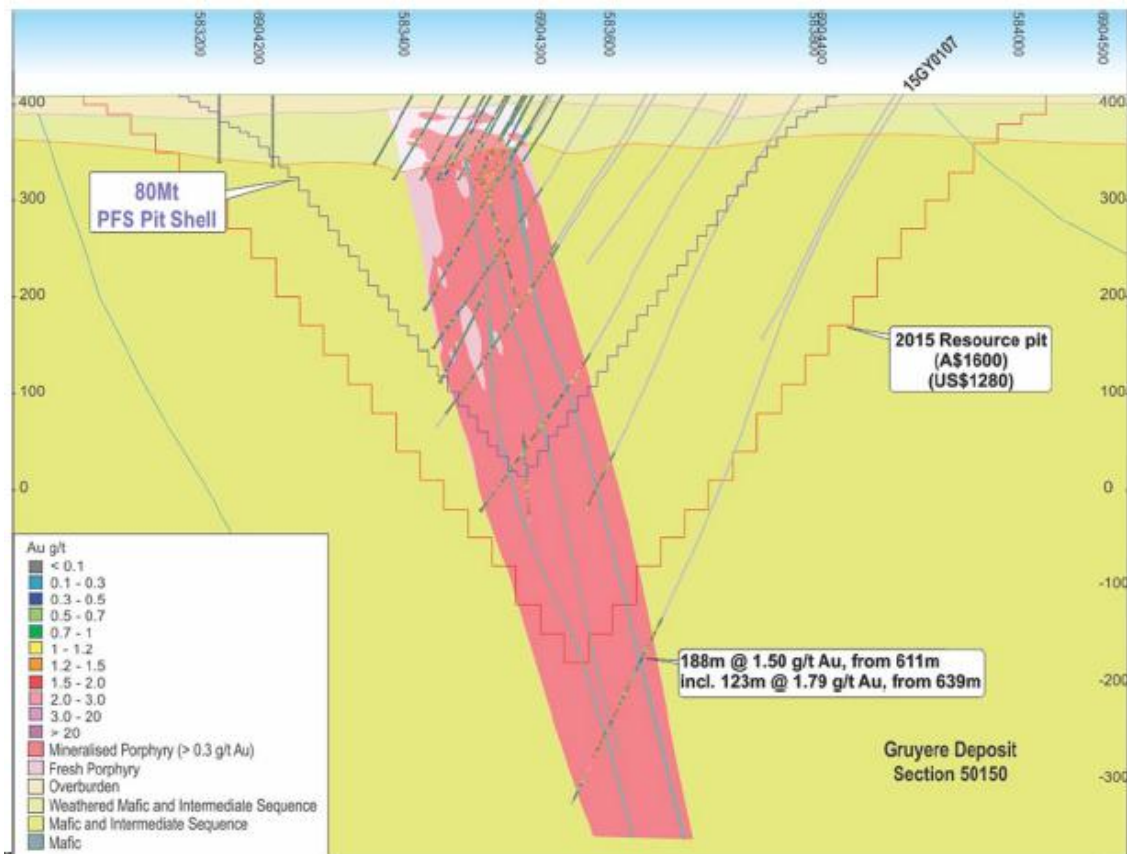 583200
6904200
583400
6904300
583600
583800
584000
6904500
15GY0107
400
400
80Mt
PFS Pit Shell
300
300
200
200
2015 Resource pit
(A$1600)
(US$1280)
100
100
0
0
-100
188m @ 1.50 g/t Au, from 611m
incl. 123m @ 1.79 g/t Au, from 639m
-200
Gruyere Deposit
Section 50150
-300
Au g/t
< 0.1
0.1 - 0.3
0.3 - 0.5
0.5 - 0.7
0.7 - 1
1 - 1.2
1.2 - 1.5
1.5 - 2.0
2.0 - 3.0
3.0 - 20
> 20
Mineralised Porphyry (> 0.3 g/t Au)
Fresh Porphyry
Overburden
Weathered Mafic and Intermediate Sequence
Mafic and Intermediate Sequence
Mafic